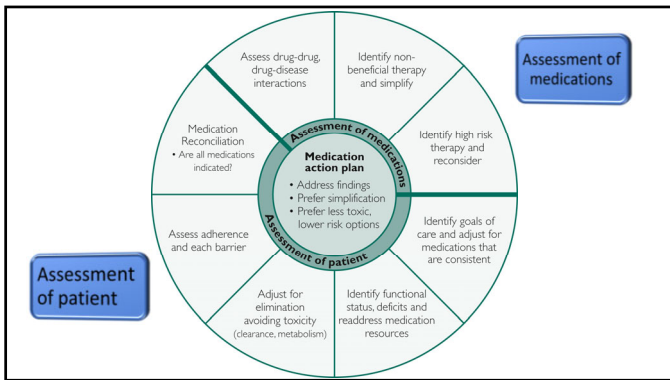 Assess drug-drug,
drug-disease
interactions
Identify non-
beneficial therapy
and simplify
Assessment of
medications
Medication
Reconciliation
• Are all medications
indicated?
Assessment of medications
Identify high risk
therapy and
reconsider
Medication
action plan
• Address findings
• Prefer simplification
• Prefer less toxic,
lower risk options
Assessment of patient
Assess adherence
and each barrier
Identify goals of
care and adjust for
medications that
are consistent
Assessment
of patient
Adjust for
elimination
avoiding toxicity
(clearance, metabolism)
Identify functional
status, deficits and
readdress medication
resources